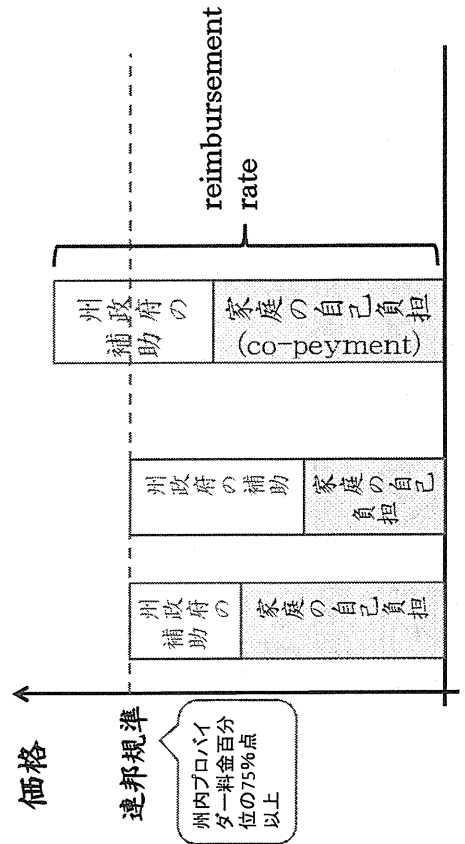 価格
連邦規準
州内プロバイ
ダー料金百分
位の75%点
以上
州政府の
補助
家庭の自己負担
州政府の補助
家庭の自己
負担
州政府の
補助
家庭の自己負担
(co-peyment)
reimbursement
rate